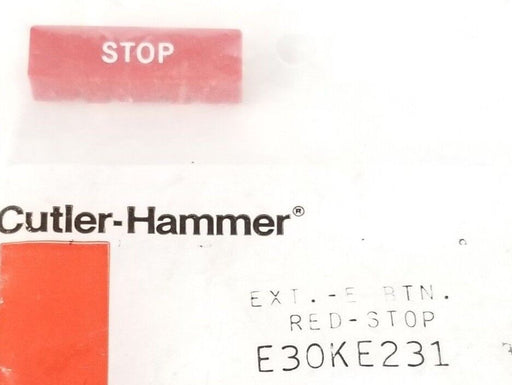 STOP
Cutler-Hammer®
EXT.-E BTN.
RED-STOP
E30KE231